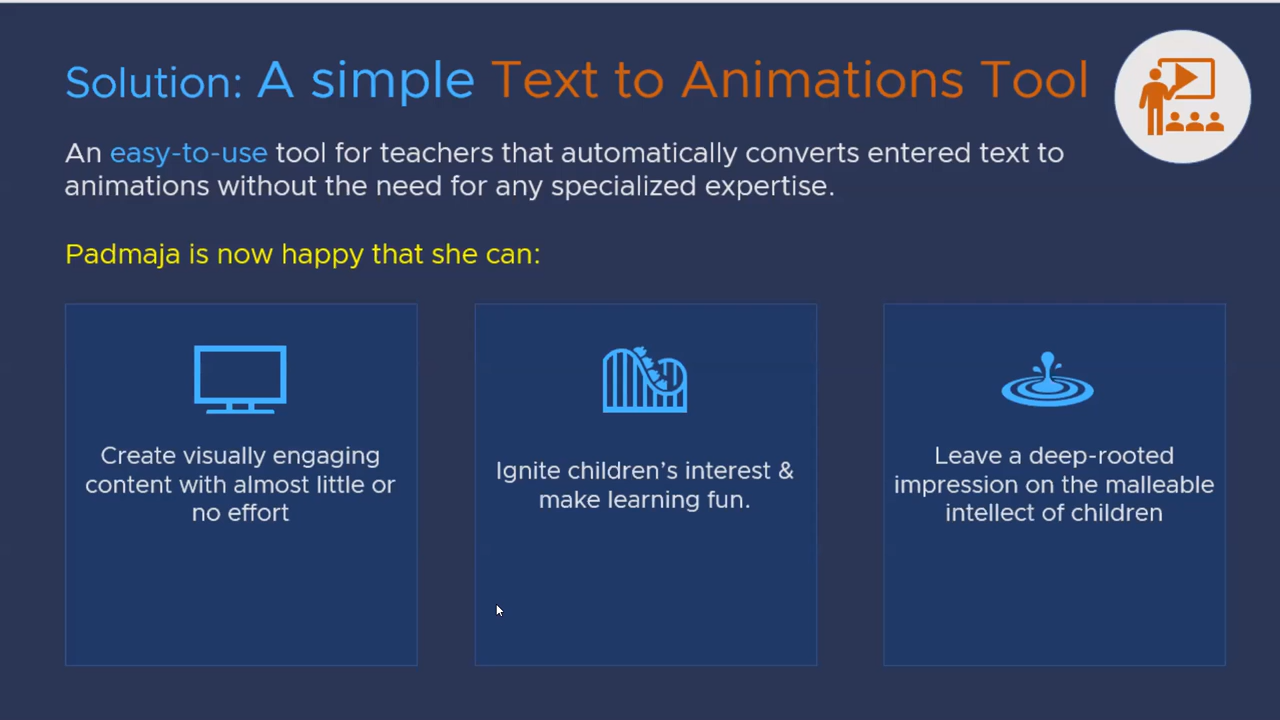 Solution: A simple Text to Animations Tool
An easy-to-use tool for teachers that automatically converts entered text to
animations without the need for any specialized expertise.
Padmaja is now happy that she can:
Create visually engaging
content with almost little or
no effort
Ignite children’s interest &
make learning fun.
Leave a deep-rooted
impression on the malleable
intellect of children